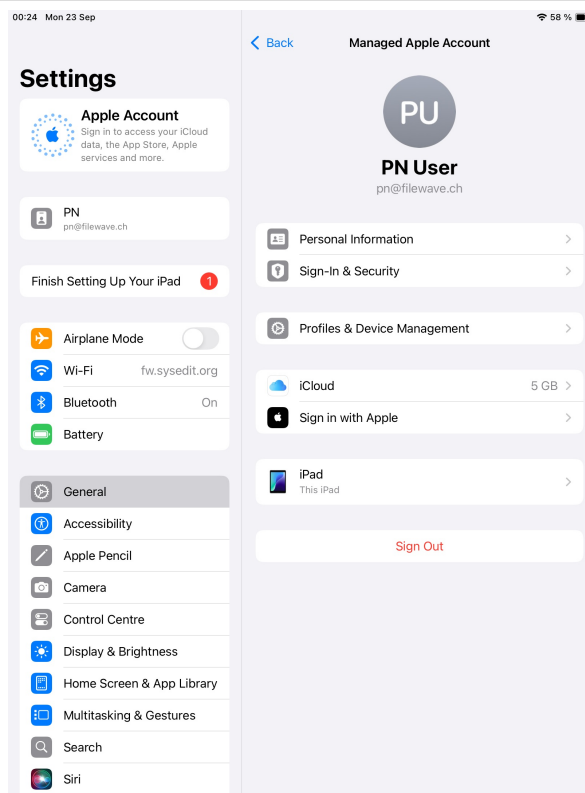 00:24 Mon 23 Sep
58 %
Settings
Apple Account
Sign in to access your iCloud
data, the App Store, Apple
services and more.
PN
pn@filewave.ch
Finish Setting Up Your iPad 1
Airplane Mode
Wi-Fi fw.sysedit.org
Bluetooth On
Battery
General
Accessibility
Apple Pencil
Camera
Control Centre
Display & Brightness
Home Screen & App Library
Multitasking & Gestures
Search
Siri
Back
Managed Apple Account
PU
PN User
pn@filewave.ch
Personal Information
Sign-In & Security
Profiles & Device Management
iCloud 5 GB
Sign in with Apple
iPad
This iPad
Sign Out